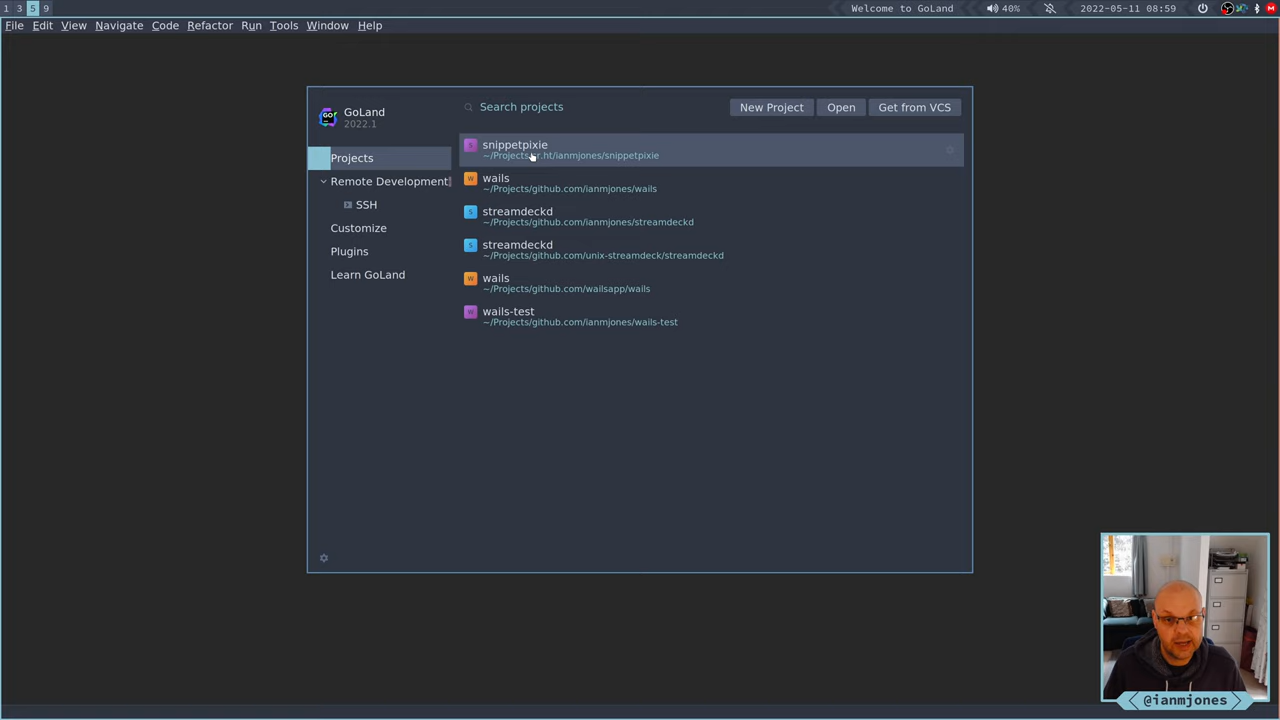 1 3 5 9
Welcome to GoLand 40% 2022-05-11 08:59
File Edit View Navigate Code Refactor Run Tools Window Help
GoLand
2022.1
Search projects
New Project Open Get from VCS
Projects
Remote Development
SSH
Customize
Plugins
Learn GoLand
snippetpixie
~/Projects r.ht/ianmjones/snippetpixie
wails
~/Projects/github.com/ianmjones/wails
streamdeckd
~/Projects/github.com/ianmjones/streamdeckd
streamdeckd
~/Projects/github.com/unix-streamdeck/streamdeckd
wails
~/Projects/github.com/wailsapp/wails
wails-test
~/Projects/github.com/ianmjones/wails-test
@ianmjones